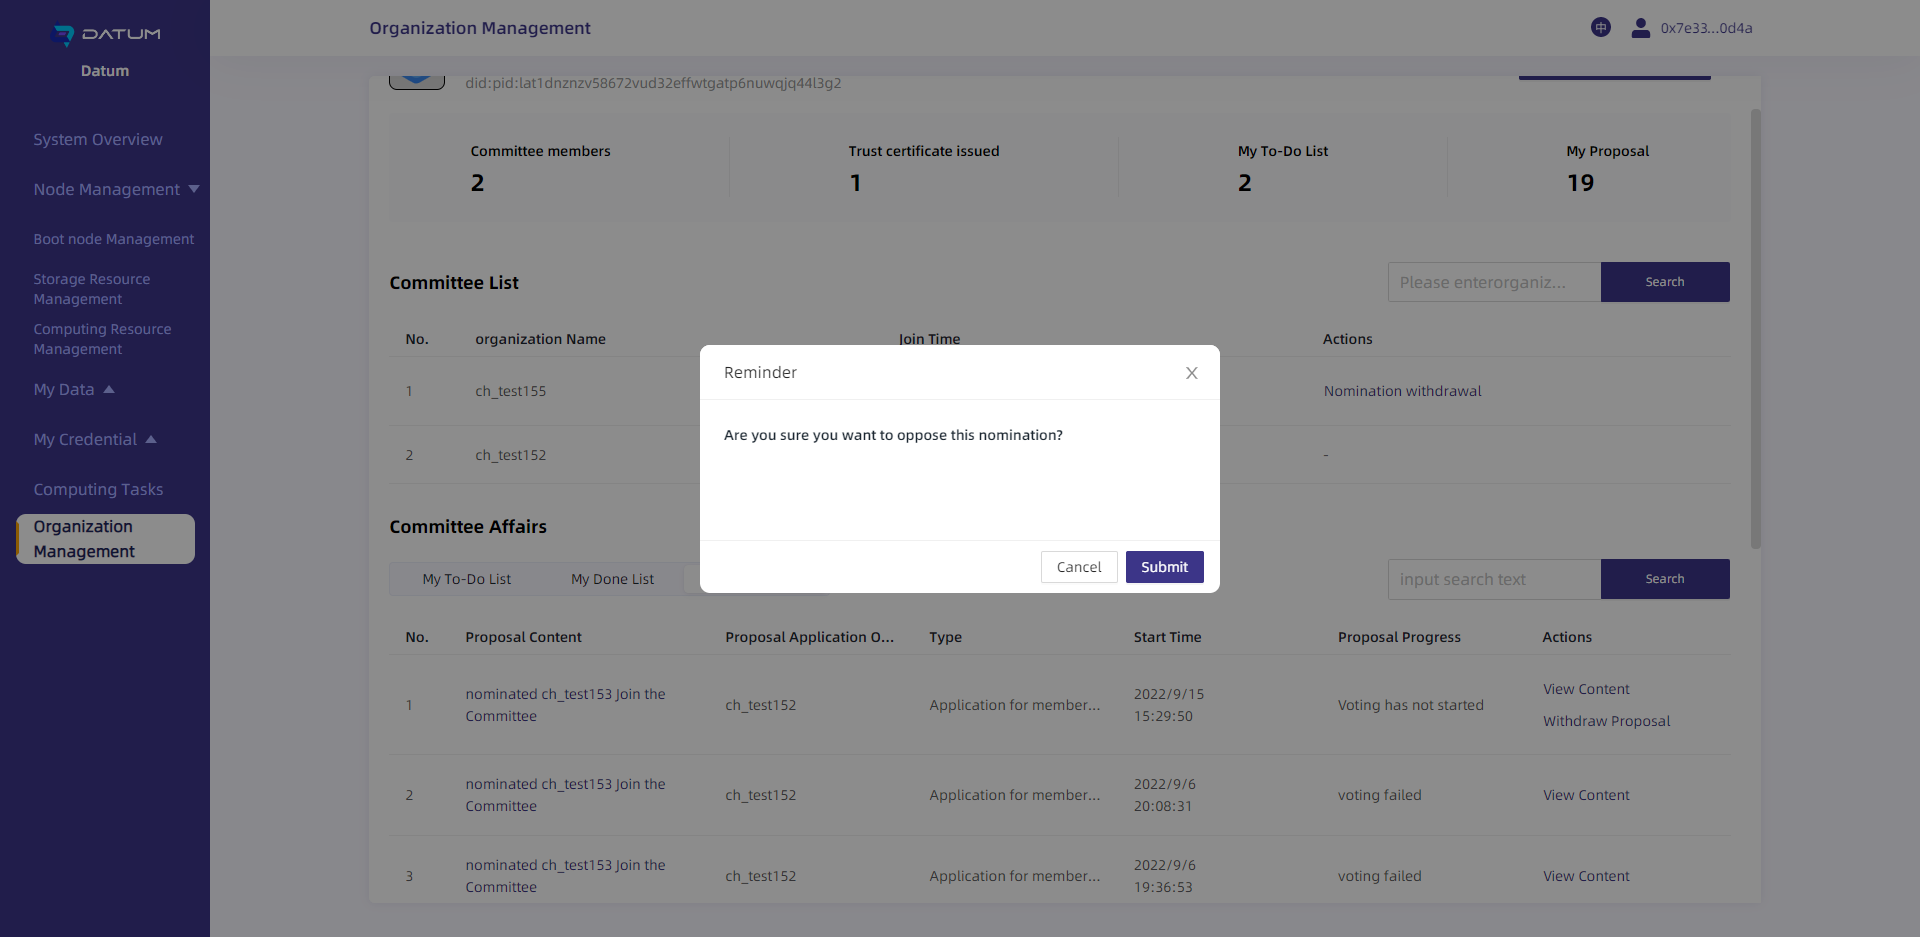 DATUM
Datum
System Overview
Node Management
Boot node Management
Storage Resource
Management
Computing Resource
Management
My Data
My Credential
Computing Tasks
Organization
Management
Organization Management
中
0x7e33...0d4a
did:pid:lat1dnznzv58672vud32effwtgatp6nuwqjq44l3g2
Committee members
2
Trust certificate issued
1
My To-Do List
2
My Proposal
19
Committee List
Please enterorganiz...
Search
No.
organization Name
Join Time
Actions
1
ch_test155
Nomination withdrawal
2
ch_test152
-
Reminder
X
Are you sure you want to oppose this nomination?
Cancel
Submit
Committee Affairs
My To-Do List
My Done List
input search text
Search
No.
Proposal Content
Proposal Application O...
Type
Start Time
Proposal Progress
Actions
1
nominated ch_test153 Join the
Committee
ch_test152
Application for member...
2022/9/15
15:29:50
Voting has not started
View Content
Withdraw Proposal
2
nominated ch_test153 Join the
Committee
ch_test152
Application for member...
2022/9/6
20:08:31
voting failed
View Content
3
nominated ch_test153 Join the
Committee
ch_test152
Application for member...
2022/9/6
19:36:53
voting failed
View Content